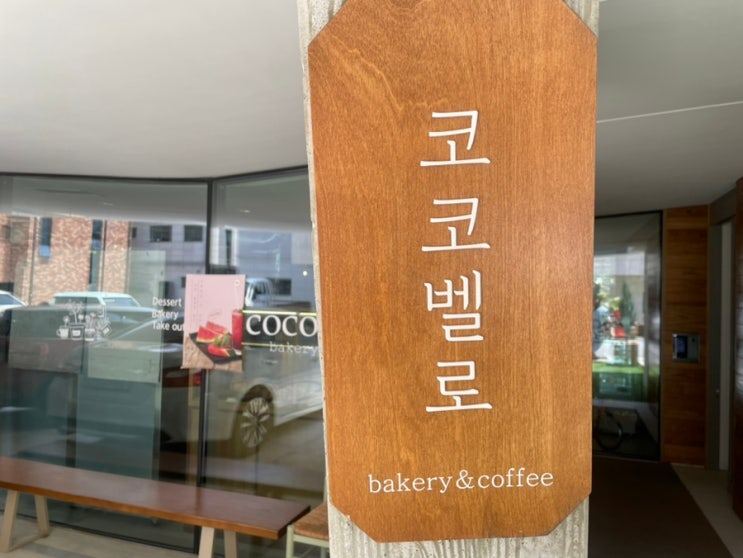 코코벨로
bakery&coffee
Dessert
Bakery
Take out
COCO
bakery